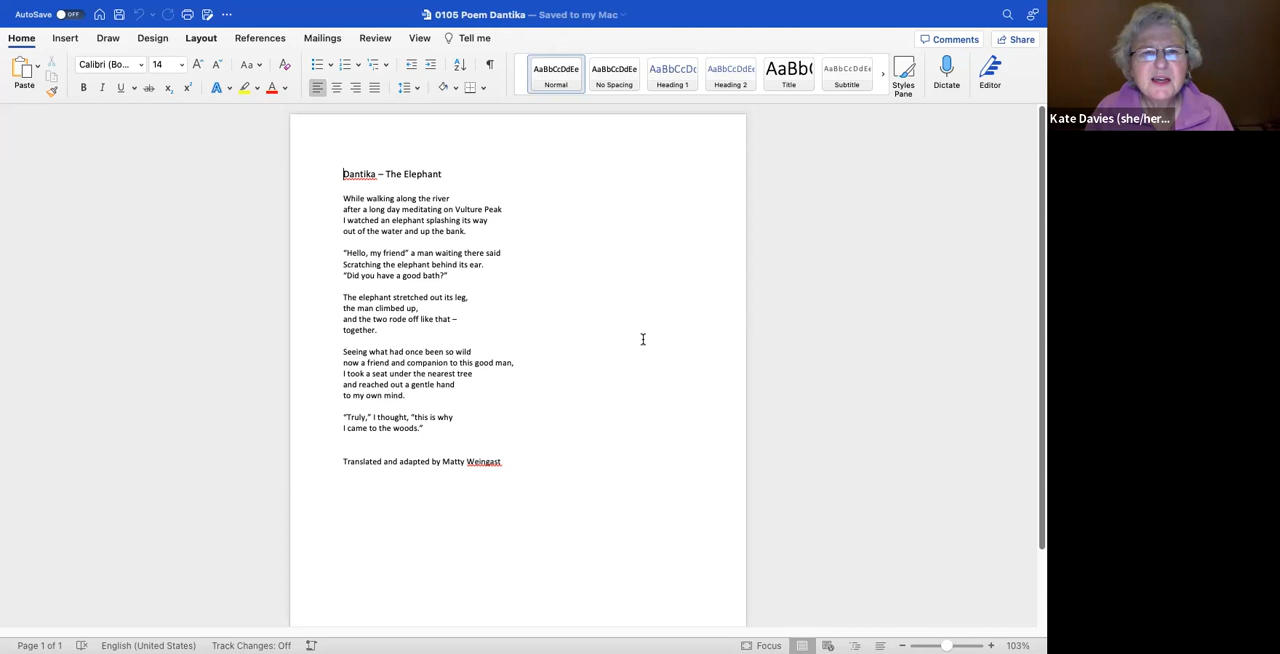 AutoSave OFF
0105 Poem Dantika — Saved to my Mac
Home Insert Draw Design Layout References Mailings Review View Tell me
Comments Share
Paste
Calibri (Bo... 14
AaBbCcDdEe AaBbCcDdEe AaBbCcDc AaBbCcDdEe AaBb( AaBbCcDdEe
Normal No Spacing Heading 1 Heading 2 Title Subtitle
Styles
Pane
Dictate
Editor
Kate Davies (she/her...
Dantika – The Elephant
While walking along the river
after a long day meditating on Vulture Peak
I watched an elephant splashing its way
out of the water and up the bank.
“Hello, my friend” a man waiting there said
Scratching the elephant behind its ear.
“Did you have a good bath?”
The elephant stretched out its leg,
the man climbed up,
and the two rode off like that –
together.
Seeing what had once been so wild
now a friend and companion to this good man,
I took a seat under the nearest tree
and reached out a gentle hand
to my own mind.
“Truly,” I thought, “this is why
I came to the woods.”
Translated and adapted by Matty Weingast
Page 1 of 1 English (United States) Track Changes: Off Focus 103%